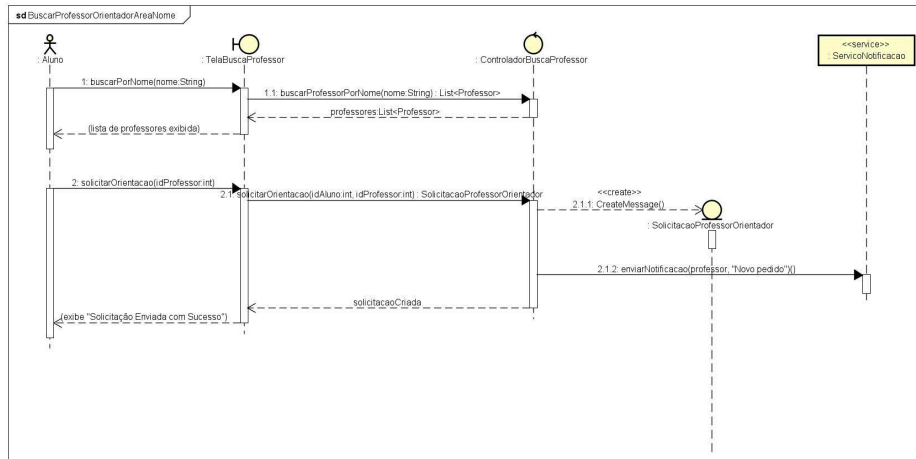 sd BuscarProfessorOrientadorAreaNome
: Aluno
: TelaBuscaProfessor
: ControladorBuscaProfessor
<<service>>
: ServicoNotificacao
1: buscarPorNome(nome:String)
1.1: buscarProfessorPorNome(nome:String) : List<Professor>
professores:List<Professor>
(lista de professores exibida)
2: solicitarOrientacao(idProfessor:int)
2.1: solicitarOrientacao(idAluno:int, idProfessor:int) : SolicitacaoProfessorOrientador
<<create>>
2.1.1: CreateMessage()
: SolicitacaoProfessorOrientador
2.1.2: enviarNotificacao(professor, "Novo pedido")()
solicitacaoCriada
(exibe "Solicitação Enviada com Sucesso")